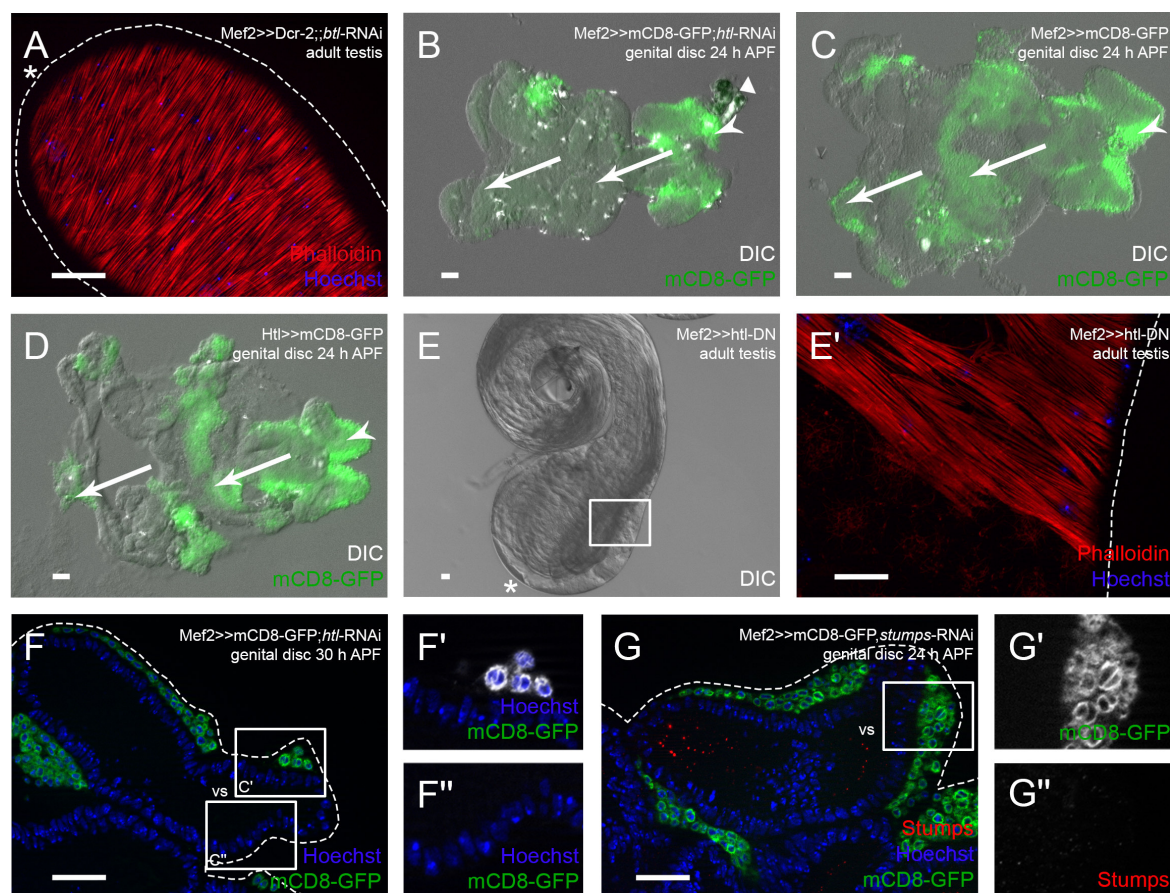 A
Mef2>>Dcr-2;;btl-RNAi
adult testis
*
Phalloidin
Hoechst
B
Mef2>>mCD8-GFP;htl-RNAi
genital disc 24 h APF
DIC
mCD8-GFP
C
Mef2>>mCD8-GFP
genital disc 24 h APF
DIC
mCD8-GFP
D
Htl>>mCD8-GFP
genital disc 24 h APF
DIC
mCD8-GFP
E
Mef2>>htl-DN
adult testis
*
DIC
E'
Mef2>>htl-DN
adult testis
Phalloidin
Hoechst
F
Mef2>>mCD8-GFP;htl-RNAi
genital disc 30 h APF
vs
C'
C"
Hoechst
mCD8-GFP
F'
Hoechst
mCD8-GFP
F"
Hoechst
G
Mef2>>mCD8-GFP,stumps-RNAi
genital disc 24 h APF
vs
Stumps
Hoechst
mCD8-GFP
G'
mCD8-GFP
G"
Stumps